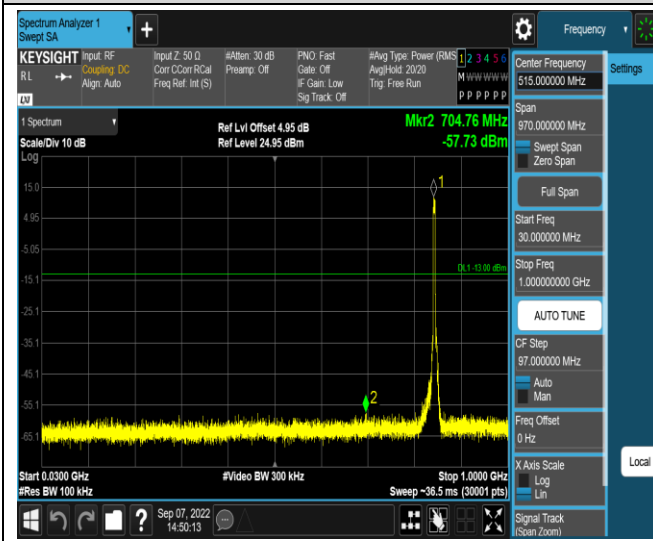 Spectrum Analyzer 1
Swept SA
+
Frequency
KEYSIGHT
RL
LXI
Input: RF
Coupling: DC
Align: Auto
Input Z: 50 Ω
Corr CCorr RCal
Freq Ref: Int (S)
#Atten: 30 dB
Preamp: Off
PNO: Fast
Gate: Off
IF Gain: Low
Sig Track: Off
#Avg Type: Power (RMS
Avg|Hold: 20/20
Trig: Free Run
1 2 3 4 5 6
M W W W W W
P P P P P P
1 Spectrum
Scale/Div 10 dB
Log
Ref Lvl Offset 4.95 dB
Ref Level 24.95 dBm
Mkr2 704.76 MHz
-57.73 dBm
15.0
4.95
-5.05
-15.1
-25.1
-35.1
-45.1
-55.1
-65.1
1
DL1 -13.00 dBm
2
Start 0.0300 GHz
#Res BW 100 kHz
#Video BW 300 kHz
Stop 1.0000 GHz
Sweep ~36.5 ms (30001 pts)
?
Sep 07, 2022
14:50:13
Center Frequency
515.000000 MHz
Span
970.000000 MHz
Swept Span
Zero Span
Full Span
Start Freq
30.000000 MHz
Stop Freq
1.000000000 GHz
AUTO TUNE
CF Step
97.000000 MHz
Auto
Man
Freq Offset
0 Hz
X Axis Scale
Log
Lin
Signal Track
(Span Zoom)
Settings
Local